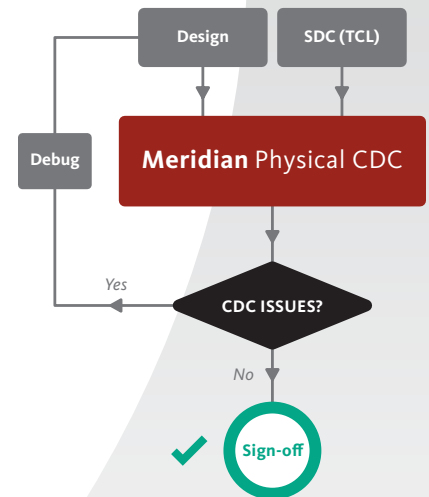 Design
SDC (TCL)
Debug
Meridian Physical CDC
Yes
CDC ISSUES?
No
Sign-off